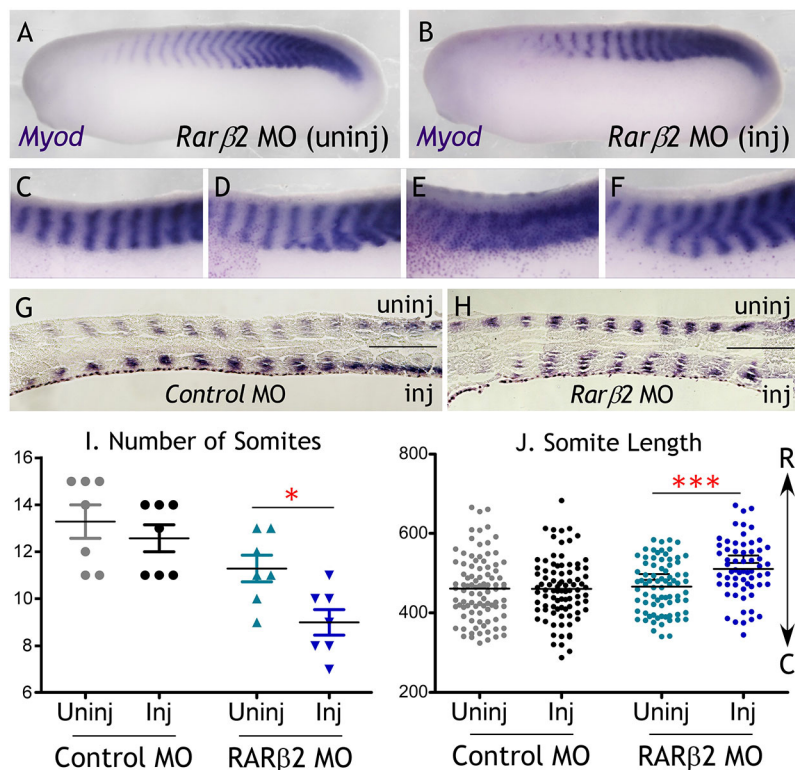 A
Myod
Rarβ2 MO (uninj)
B
Myod
Rarβ2 MO (inj)
C
D
E
F
G
uninj
Control MO
inj
H
uninj
Rarβ2 MO
inj
I. Number of Somites
16
14
12
10
8
6
*
Uninj
Inj
Uninj
Inj
Control MO
RARβ2 MO
J. Somite Length
800
600
400
200
***
R
C
Uninj
Inj
Uninj
Inj
Control MO
RARβ2 MO